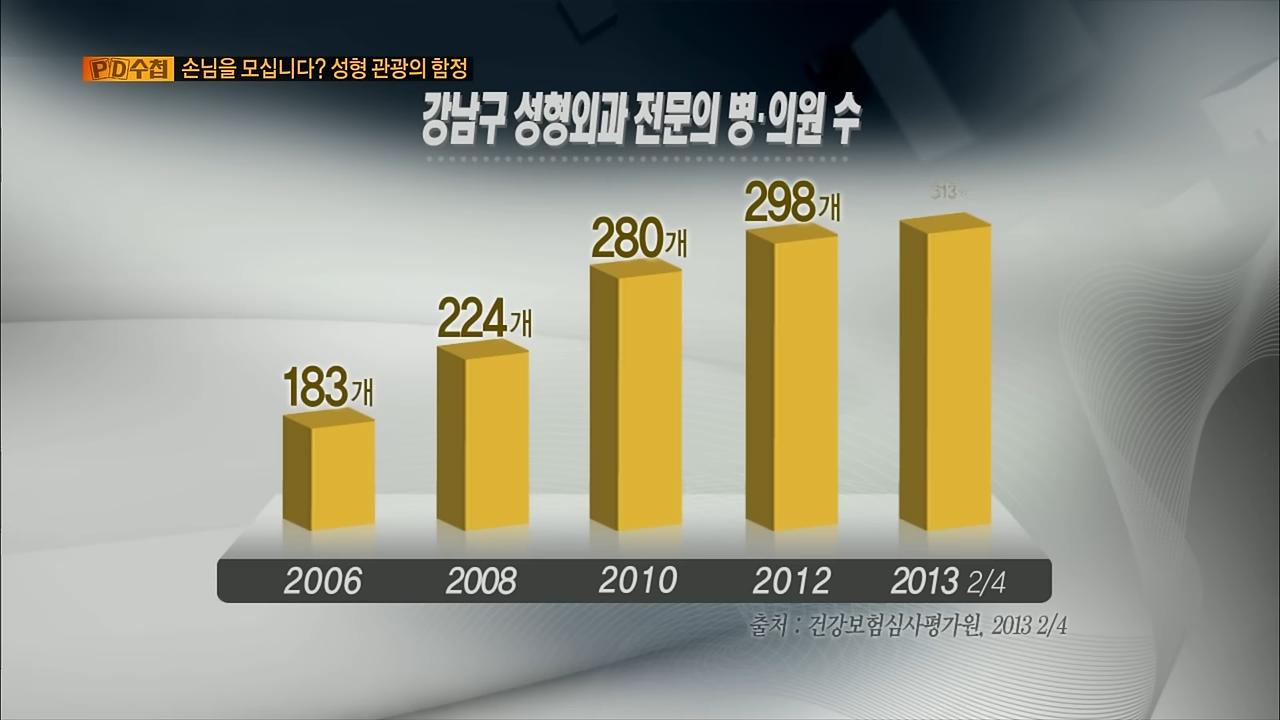 PD수첩 손님을 모십니다? 성형 관광의 함정
강남구 성형외과 전문의 병·의원 수
183개
224개
280개
298개
2006
2008
2010
2012
2013 2/4
출처 : 건강보험심사평가원, 2013 2/4